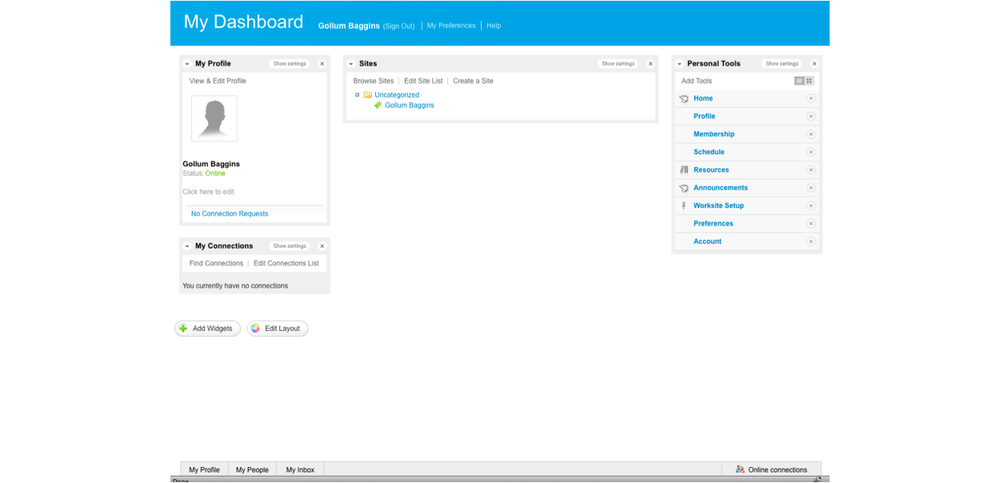 My Dashboard
Gollum Baggins (Sign Out) | My Preferences | Help
My Profile
Show settings
View & Edit Profile
Gollum Baggins
Status: Online
Click here to edit
No Connection Requests
My Connections
Show settings
Find Connections | Edit Connections List
You currently have no connections
Add Widgets
Edit Layout
Sites
Show settings
Browse Sites | Edit Site List | Create a Site
Uncategorized
Gollum Baggins
Personal Tools
Show settings
Add Tools
Home
Profile
Membership
Schedule
Resources
Announcements
Worksite Setup
Preferences
Account
My Profile
My People
My Inbox
Online connections
Done